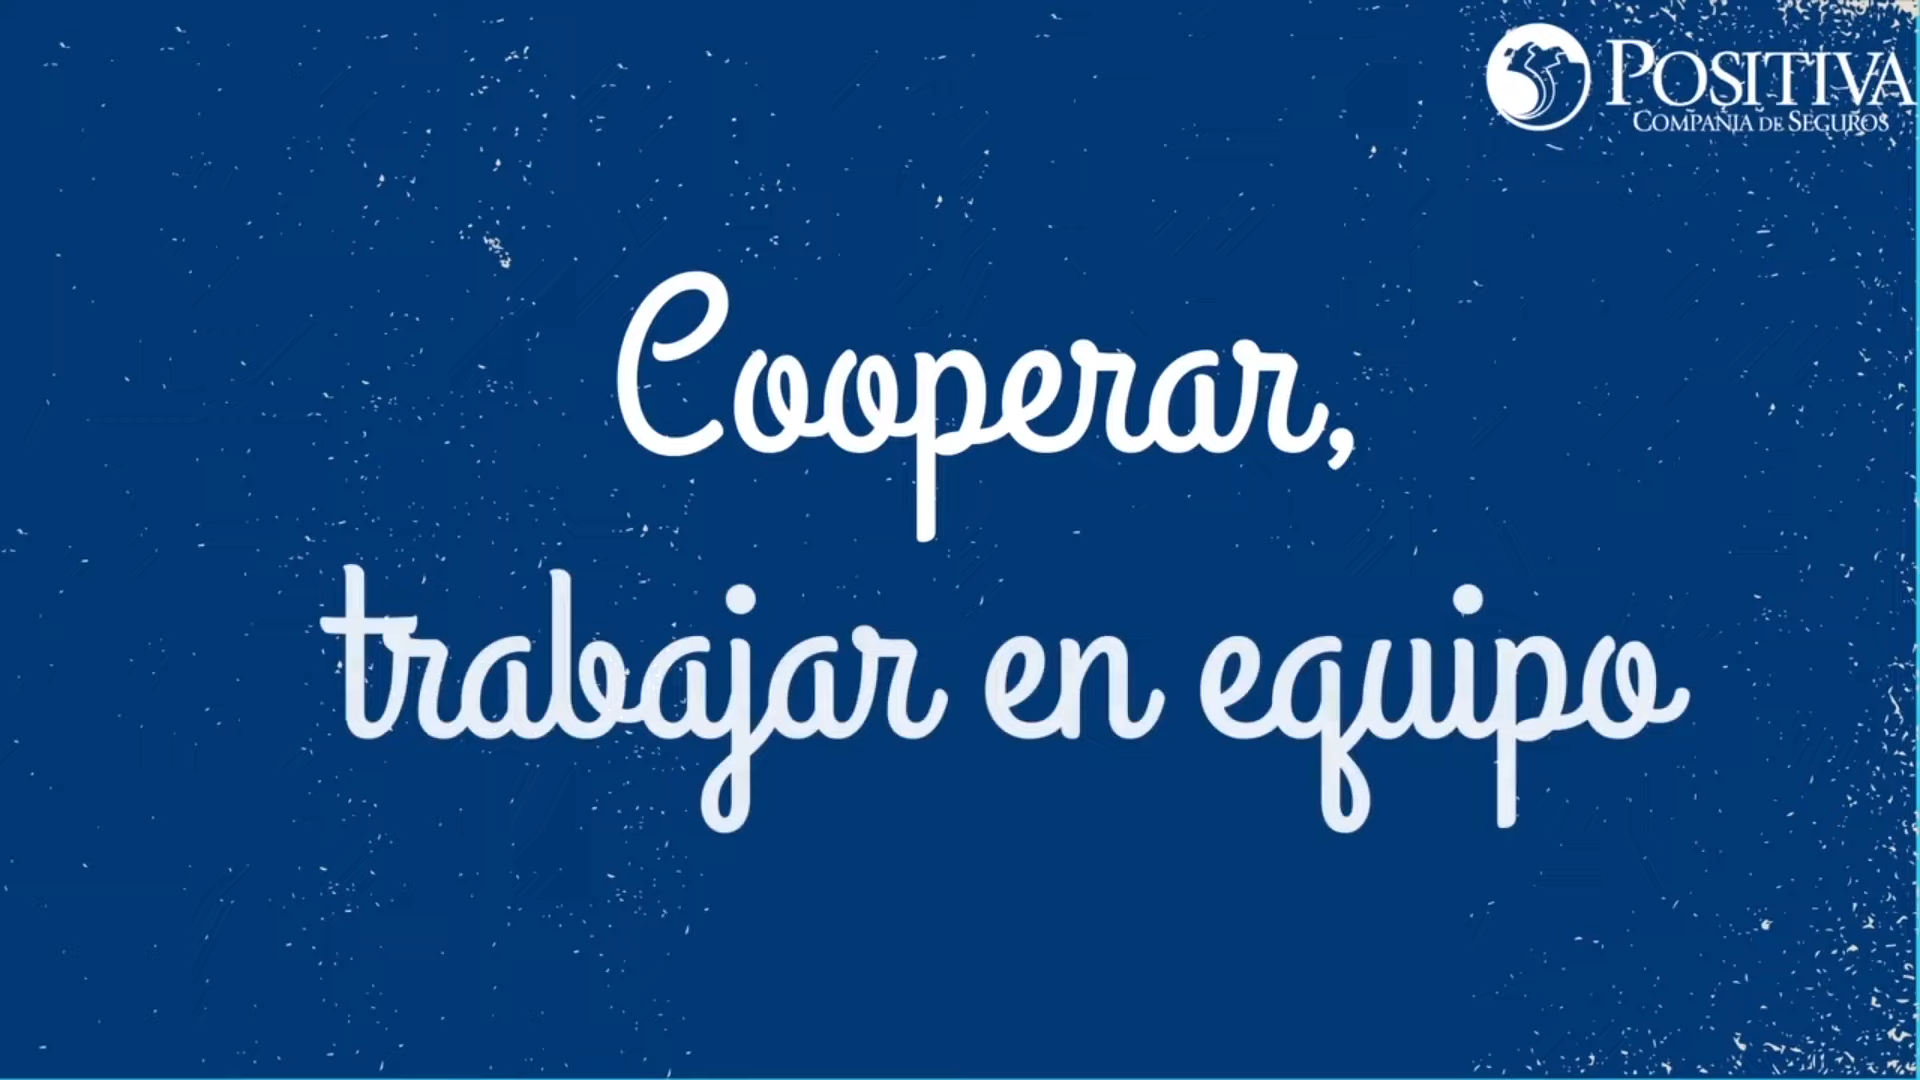 POSITIVA
COMPAÑIA DE SEGUROS
Cooperar,
trabajar en equipo